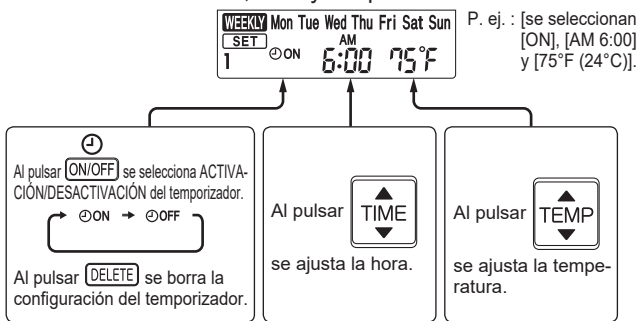 WEEKLY Mon Tue Wed Thu Fri Sat Sun
SET
AM
1 ON 6:00 75°F
P. ej. : [se seleccionan
[ON], [AM 6:00]
y [75°F (24°C)].
Al pulsar ON/OFF se selecciona ACTIVA-
CIÓN/DESACTIVACIÓN del temporizador.
ON → OFF
Al pulsar DELETE se borra la
configuración del temporizador.
Al pulsar TIME
se ajusta la hora.
Al pulsar TEMP
se ajusta la tempe-
ratura.